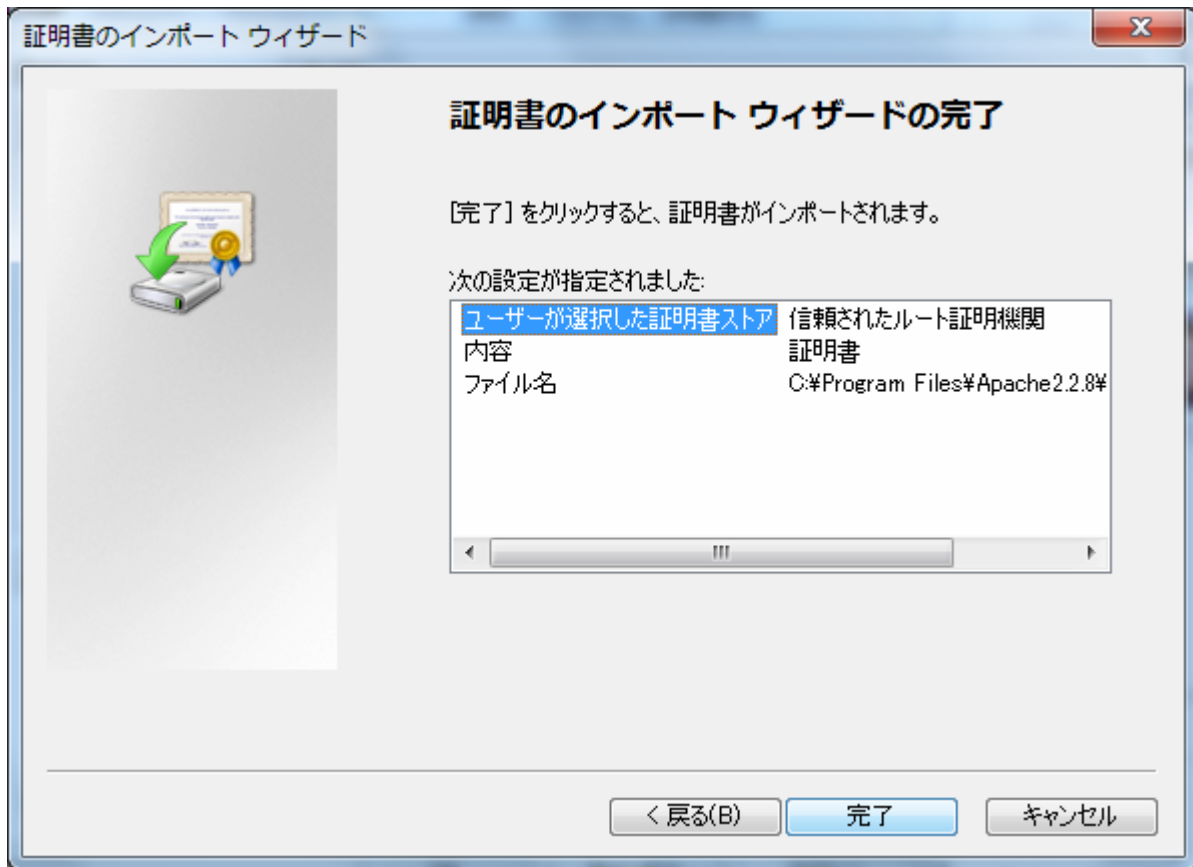 証明書のインポート ウィザード
証明書のインポート ウィザードの完了
[完了] をクリックすると、証明書がインポートされます。
次の設定が指定されました:
ユーザーが選択した証明書ストア 信頼されたルート証明機関
内容 証明書
ファイル名 C:¥Program Files¥Apache2.2.8¥
< 戻る(B) 完了 キャンセル